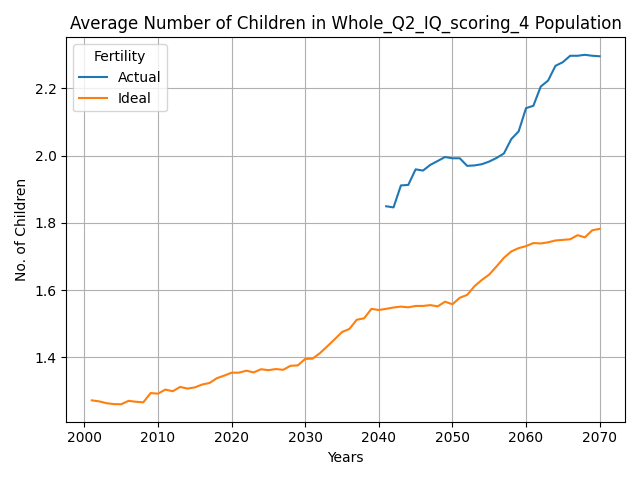 Average Number of Children in Whole_Q2_IQ_scoring_4 Population
Fertility
Actual
Ideal
No. of Children
2.2
2.0
1.8
1.6
1.4
2000 2010 2020 2030 2040 2050 2060 2070
Years